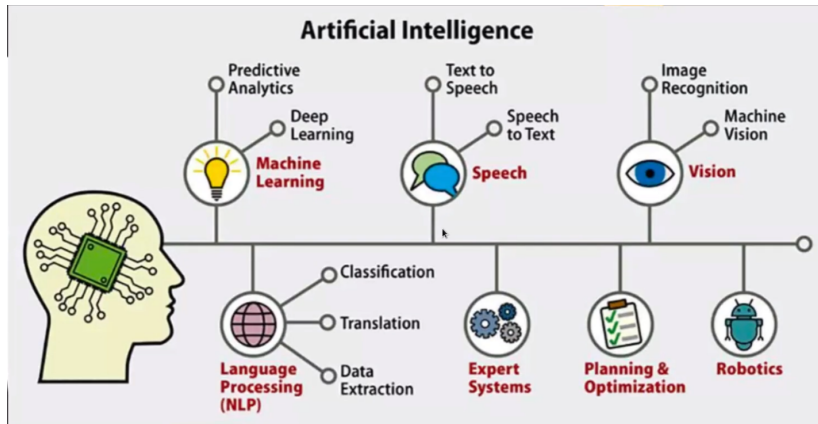 Artificial Intelligence
Predictive
Analytics
Deep
Learning
Machine
Learning
Text to
Speech
Speech
to Text
Speech
Image
Recognition
Machine
Vision
Vision
Classification
Translation
Data
Extraction
Language
Processing
(NLP)
Expert
Systems
Planning &
Optimization
Robotics